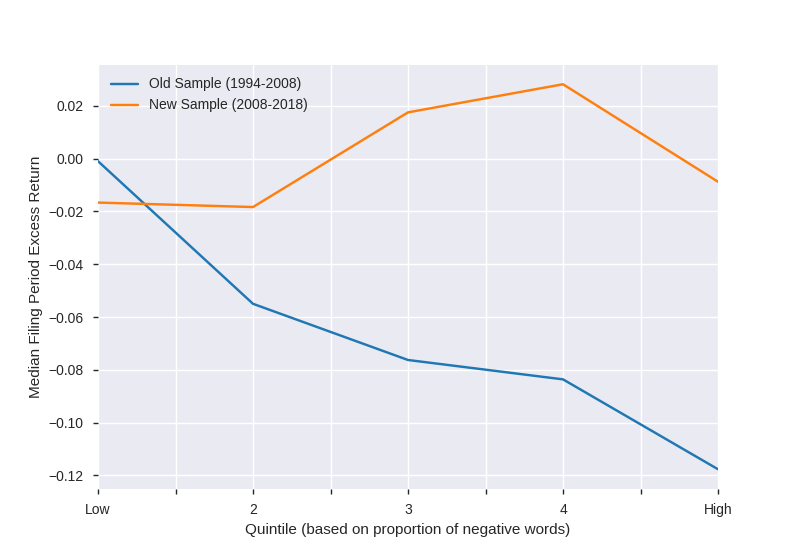 Old Sample (1994-2008)
New Sample (2008-2018)
0.02
0.00
−0.02
−0.04
−0.06
−0.08
−0.10
−0.12
Median Filing Period Excess Return
Low 2 3 4 High
Quintile (based on proportion of negative words)